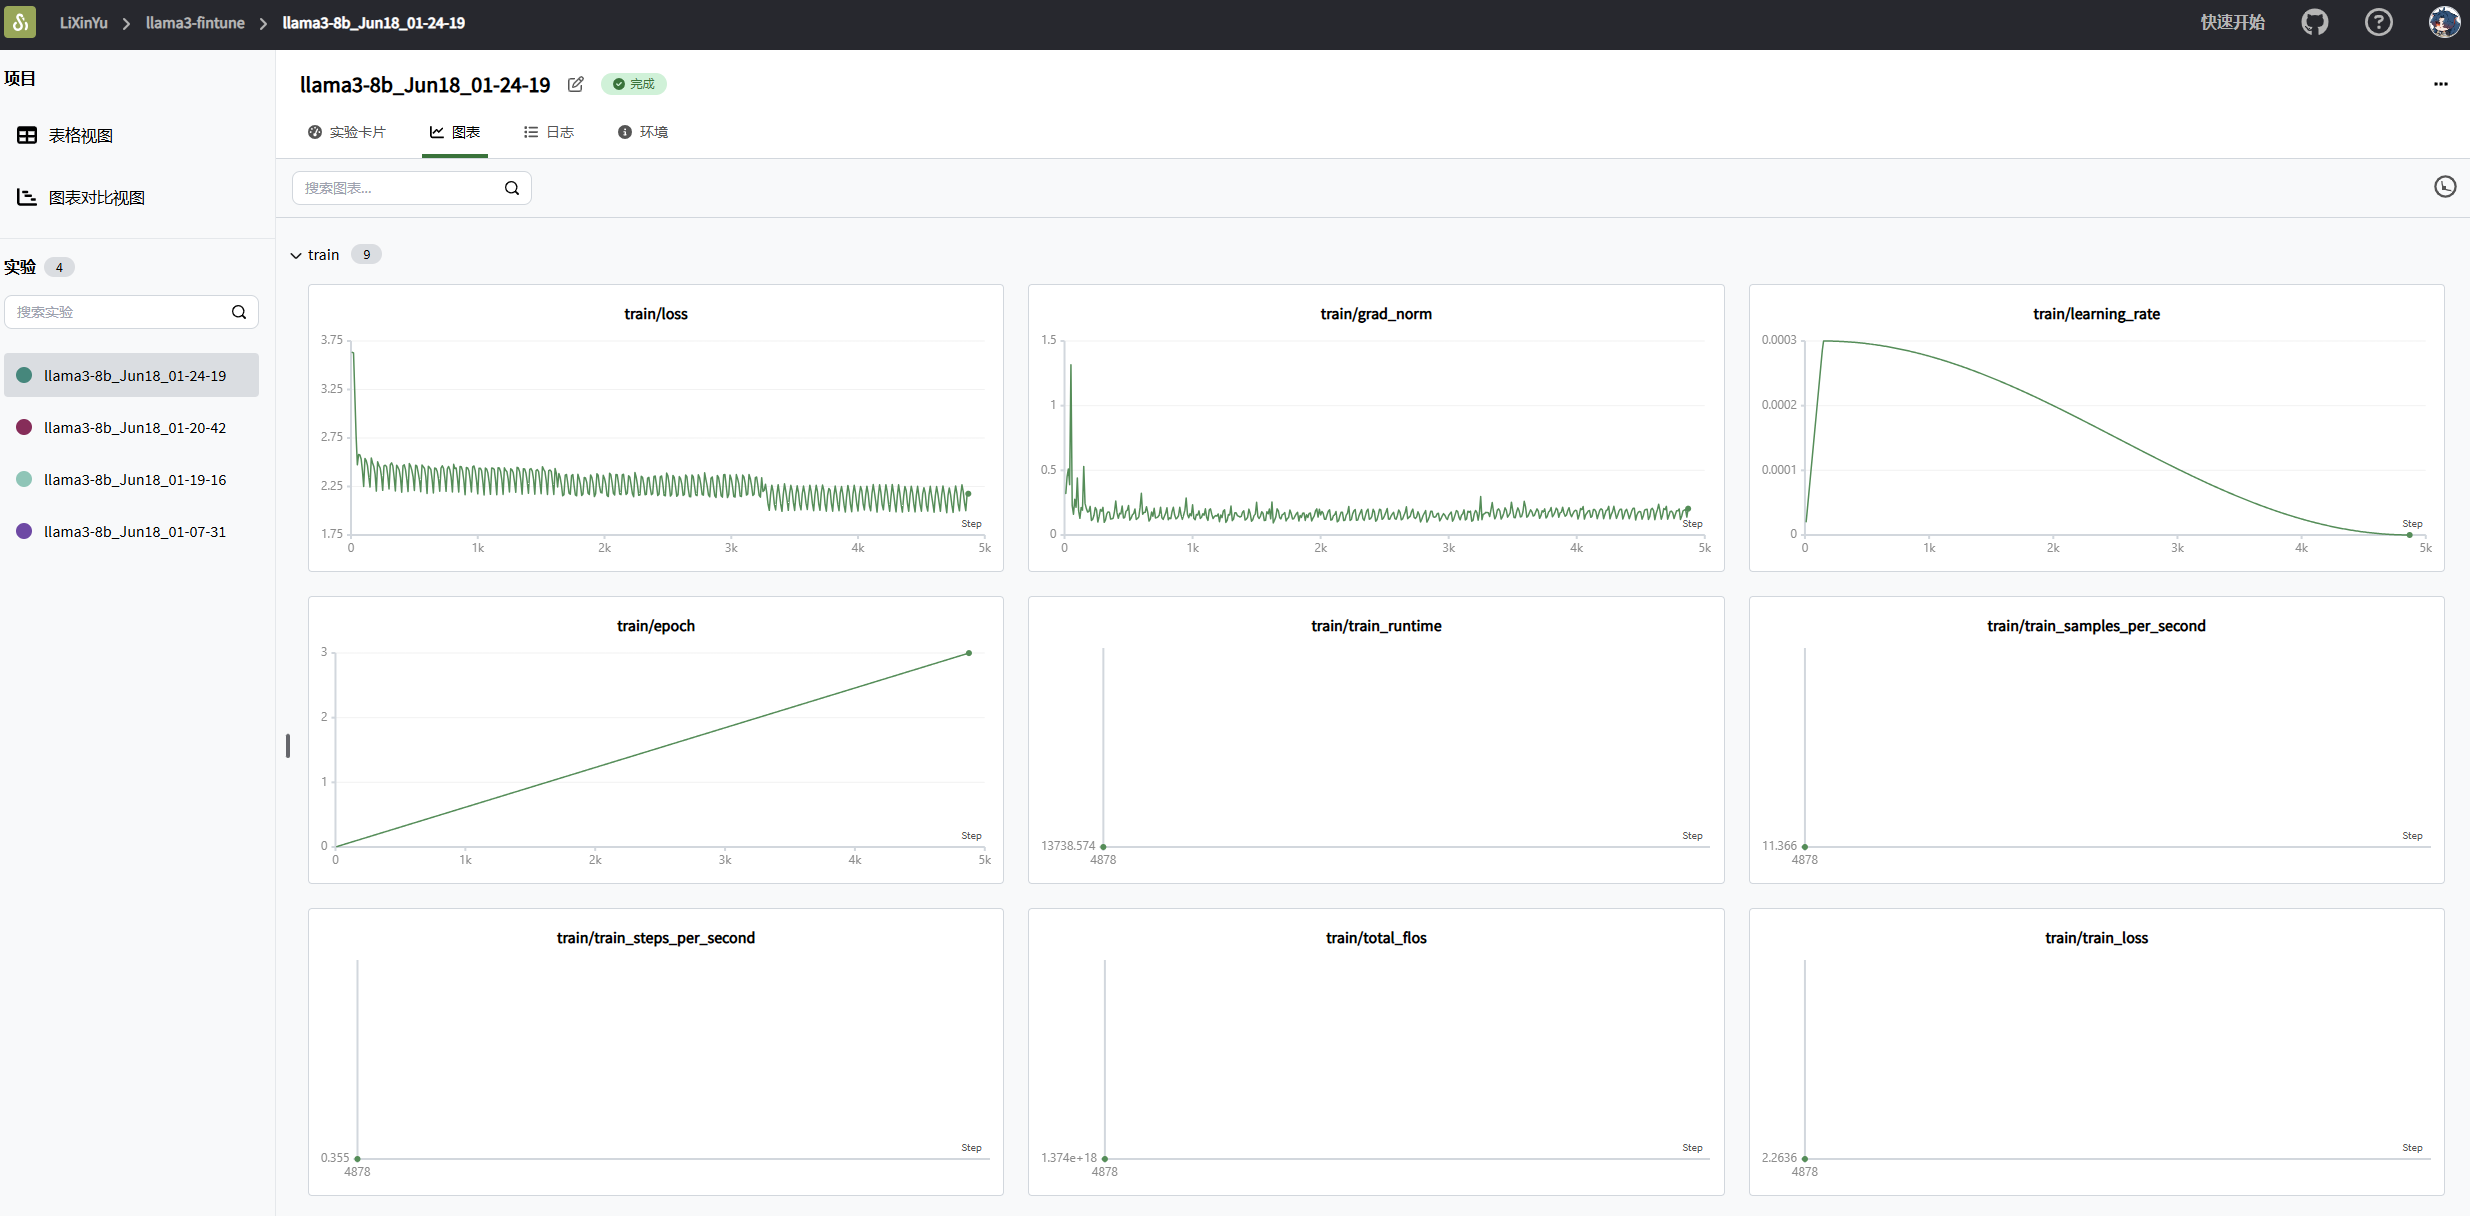 LiXinYu > llama3-fintune > llama3-8b_Jun18_01-24-19
快速开始
项目
表格视图
图表对比视图
实验 4
搜索实验
llama3-8b_Jun18_01-24-19
llama3-8b_Jun18_01-20-42
llama3-8b_Jun18_01-19-16
llama3-8b_Jun18_01-07-31
llama3-8b_Jun18_01-24-19 完成
实验卡片 图表 日志 环境
搜索图表...
train 9
train/loss
3.75
3.25
2.75
2.25
1.75
Step
0 1k 2k 3k 4k 5k
train/grad_norm
1.5
1
0.5
0
Step
0 1k 2k 3k 4k 5k
train/learning_rate
0.0003
0.0002
0.0001
0
Step
0 1k 2k 3k 4k 5k
train/epoch
3
2
1
0
Step
0 1k 2k 3k 4k 5k
train/train_runtime
Step
13738.574
4878
train/train_samples_per_second
Step
11.366
4878
train/train_steps_per_second
Step
0.355
4878
train/total_flos
Step
1.374e+18
4878
train/train_loss
Step
2.2636
4878